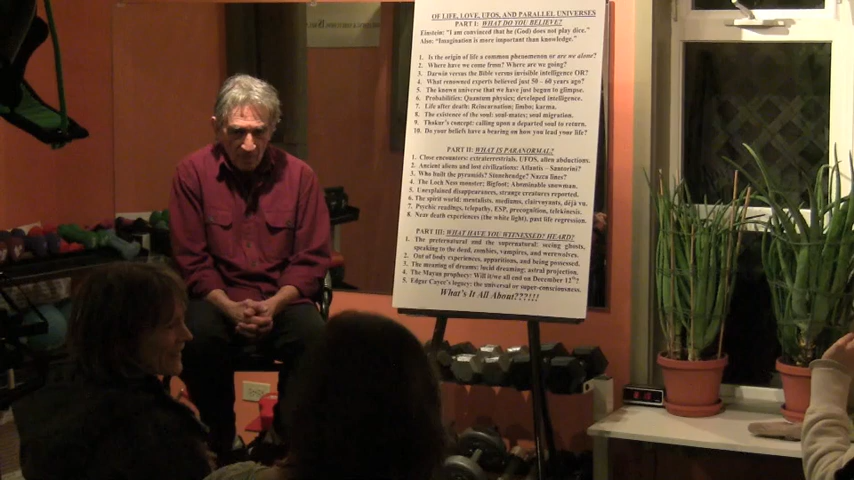 OF LIFE, LOVE, UFOS, AND PARALLEL UNIVERSES
PART I: WHAT DO YOU BELIEVE?
Einstein: "I am convinced that he (God) does not play dice."
Also: "Imagination is more important than knowledge."
1. Is the origin of life a common phenomenon or are we alone?
2. Where have we come from? Where are we going?
3. Darwin versus the Bible versus invisible intelligence OR?
4. What renowned experts believed just 50 – 60 years ago?
5. The known universe that we have just begun to glimpse.
6. Probabilities: Quantum physics; developed intelligence.
7. Life after death: Reincarnation; limbo; karma.
8. The existence of the soul: soul-mates; soul migration.
9. Thakur's concept: calling upon a departed soul to return.
10. Do your beliefs have a bearing on how you lead your life?
PART II: WHAT IS PARANORMAL?
1. Close encounters: extraterrestrials, UFOS, alien abductions.
2. Ancient aliens and lost civilizations: Atlantis – Santorini?
3. Who built the pyramids? Stonehendge? Nazca lines?
4. The Loch Ness monster; Bigfoot; Abominable snowman.
5. Unexplained disappearances, strange creatures reported.
6. The spirit world: mentalists, mediums, clairvoyants, déjà vu.
7. Psychic readings, telepathy, ESP, precognition, telekinesis.
8. Near death experiences (the white light), past life regression.
PART III: WHAT HAVE YOU WITNESSED? HEARD?
1. The preternatural and the supernatural: seeing ghosts,
speaking to the dead, zombies, vampires, and werewolves.
2. Out of body experiences, apparitions, and being possessed.
3. The meaning of dreams: lucid dreaming; astral projection.
4. The Mayan prophecy: Will it/we all end on December 12th?
5. Edgar Cayce's legacy: the universal or super-consciousness.
What's It All About???!!!